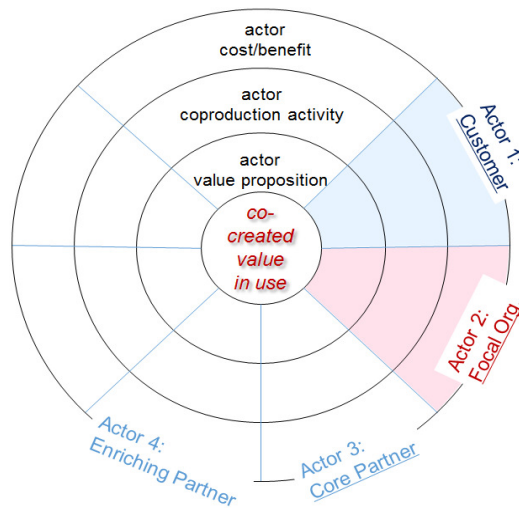 actor
cost/benefit
actor
coproduction activity
actor
value proposition
co-
created
value
in use
Actor 1:
Customer
Actor 2:
Focal Org
Actor 3:
Core Partner
Actor 4:
Enriching Partner